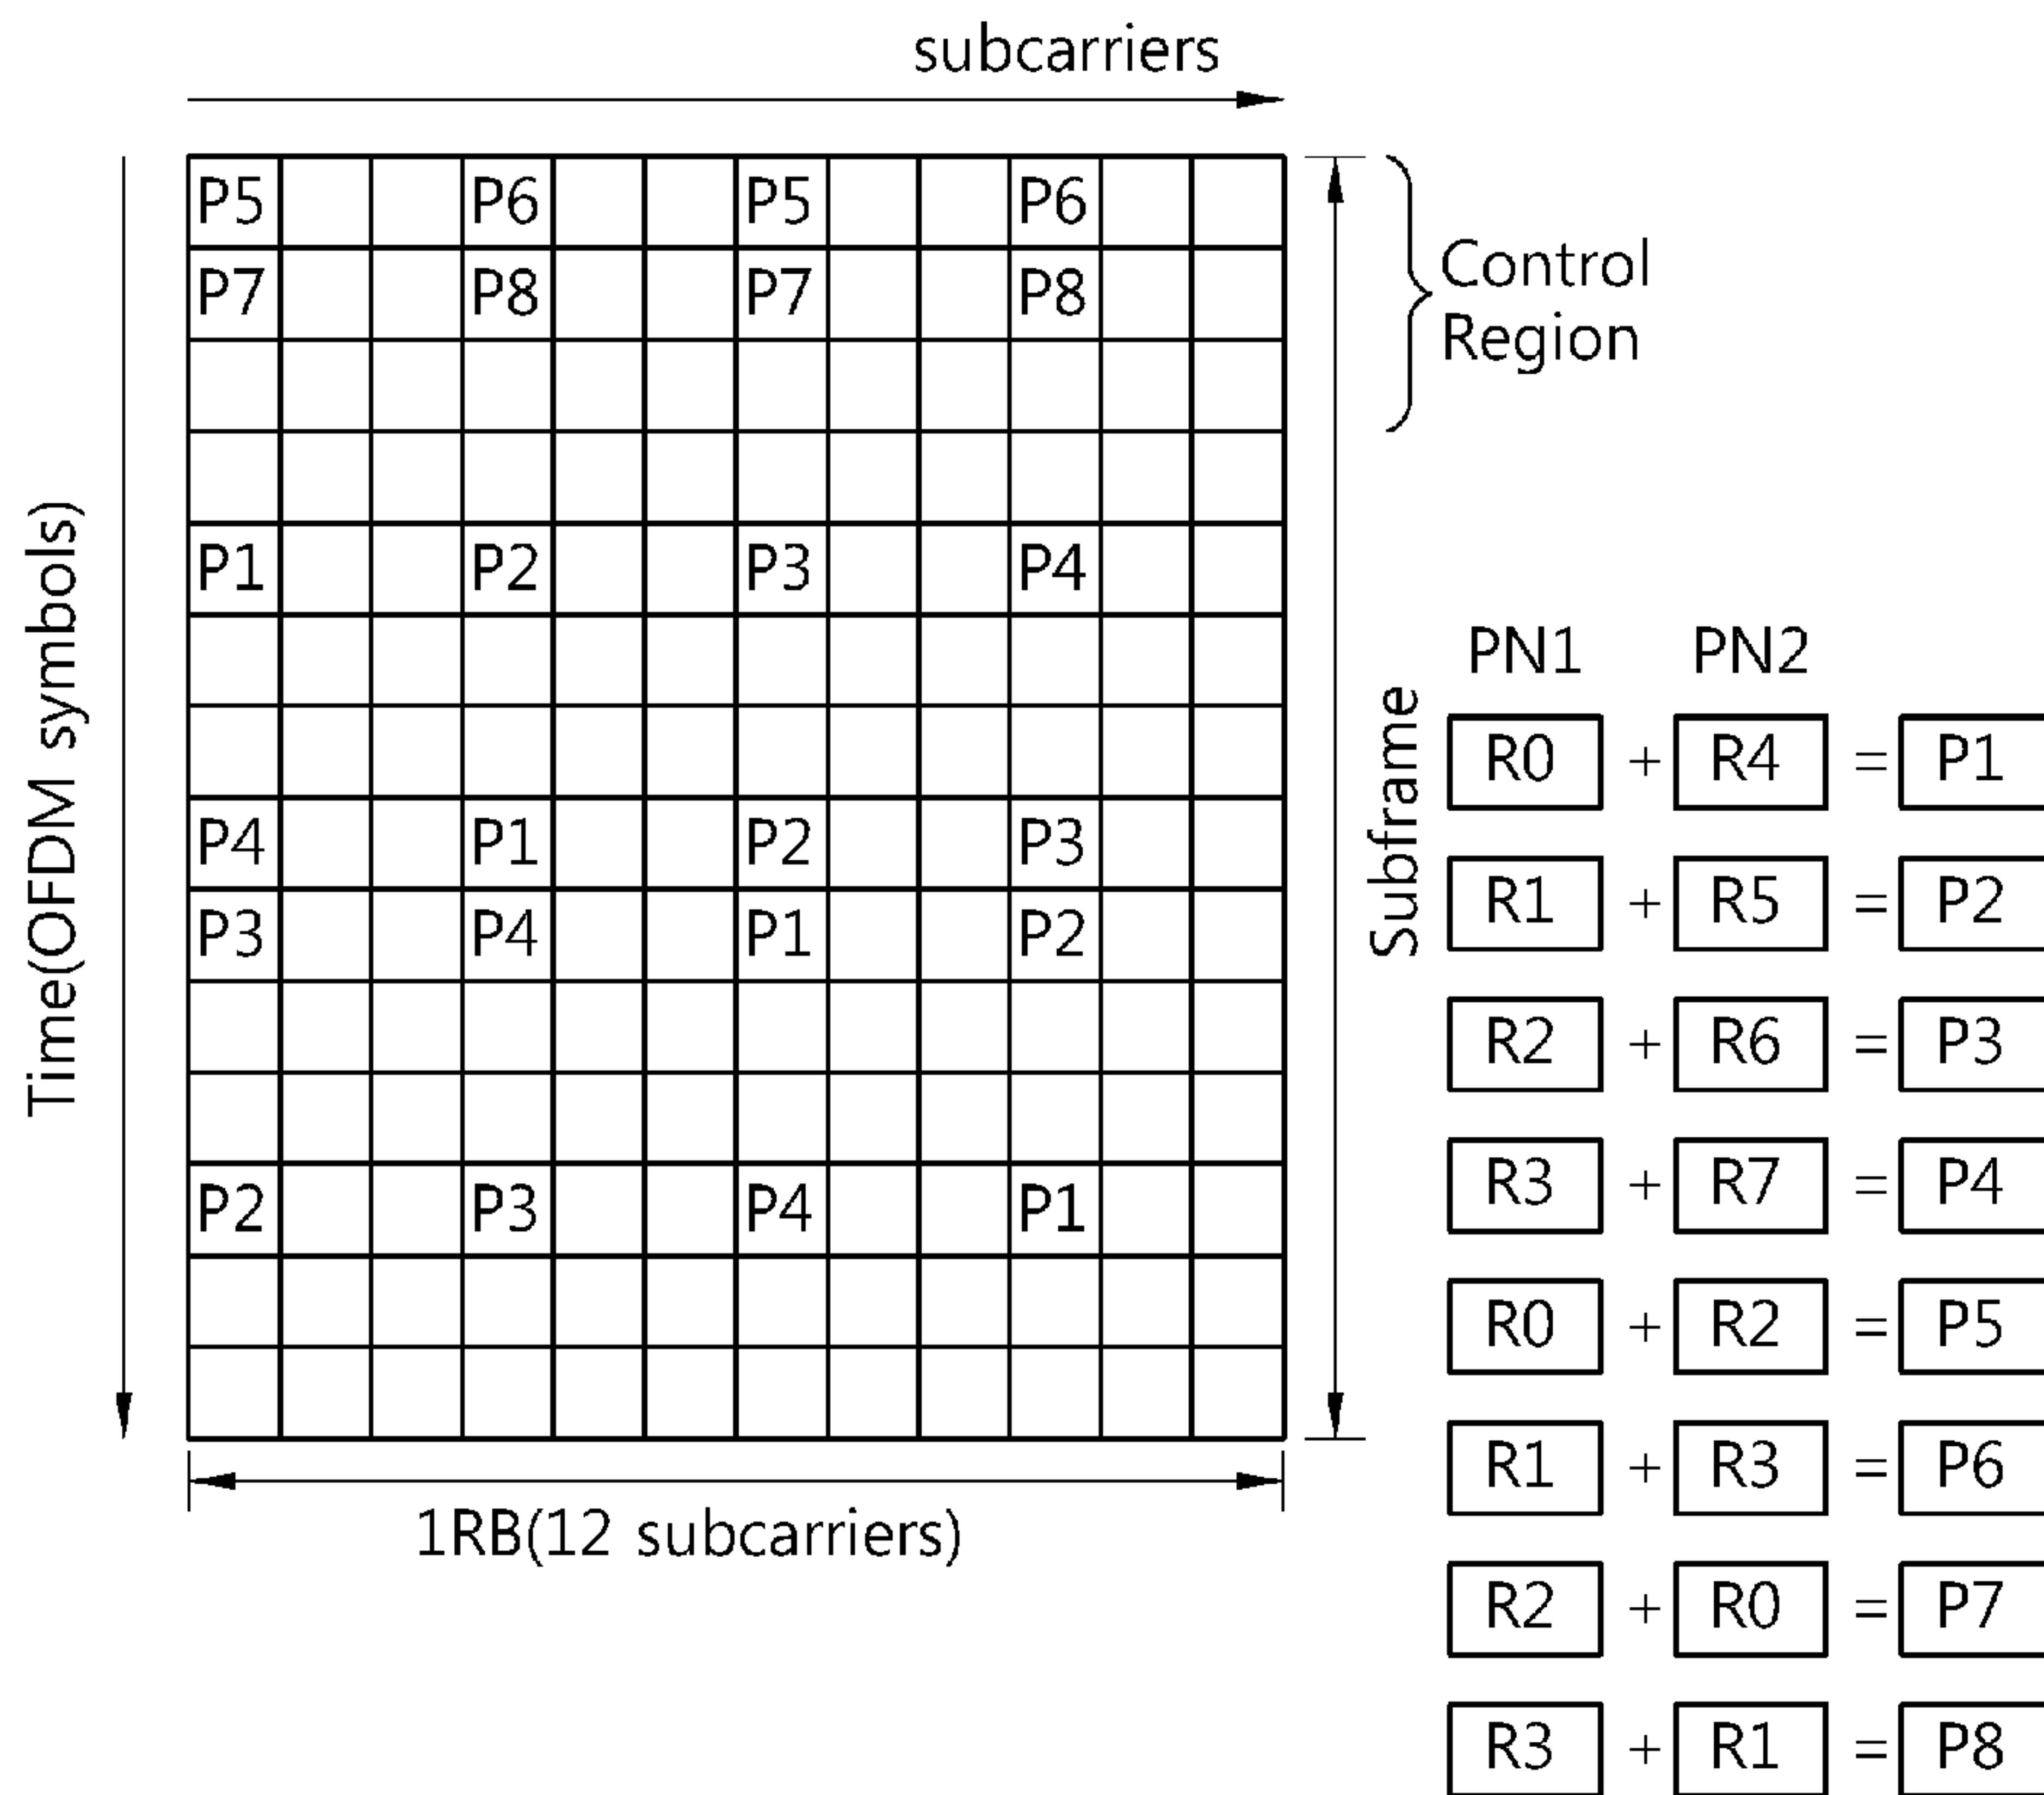 subcarriers
P5 P6 P5 P6
P7 P8 P7 P8
Control
Region
P1 P2 P3 P4
P4 P1 P2 P3
P3 P4 P1 P2
P2 P3 P4 P1
Time(OFDM symbols)
Subframe
1RB(12 subcarriers)
PN1 PN2
R0 + R4 = P1
R1 + R5 = P2
R2 + R6 = P3
R3 + R7 = P4
R0 + R2 = P5
R1 + R3 = P6
R2 + R0 = P7
R3 + R1 = P8